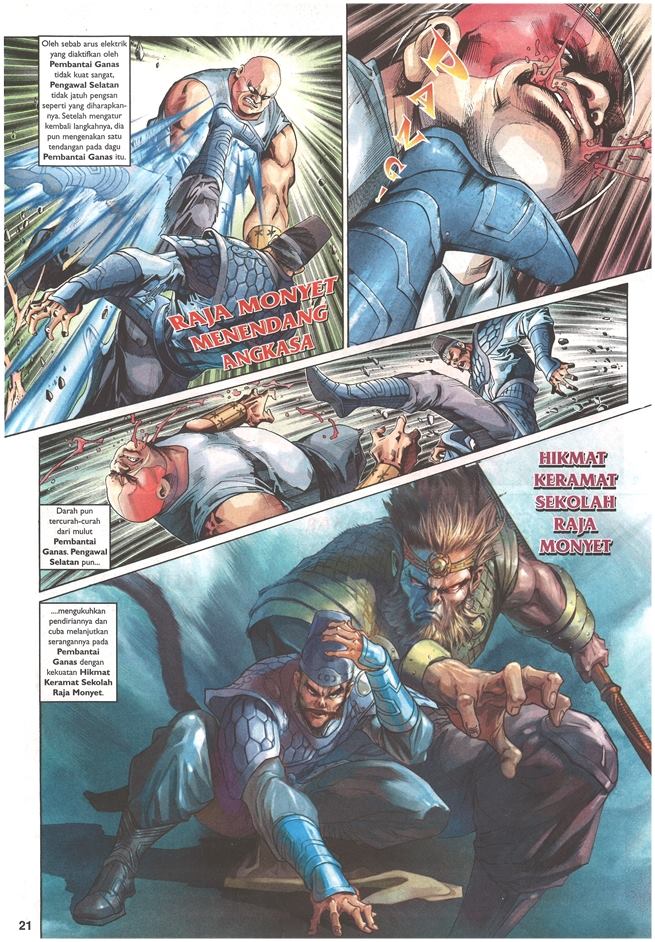 Oleh sebab arus elektrik
yang diaktifkan oleh
Pembantai Ganas
tidak kuat sangat,
Pengawal Selatan
tidak jatuh pengsan
seperti yang diharapkan-
nya. Setelah mengatur
kembali langkahnya, dia
pun mengenakan satu
tendangan pada dagu
Pembantai Ganas itu.
RAJA MONYET
MENENDANG
ANGKASA
Darah pun
tercurah-curah
dari mulut
Pembantai
Ganas. Pengawal
Selatan pun...
HIKMAT
KERAMAT
SEKOLAH
RAJA
MONYET
....mengukuhkan
pendiriannya dan
cuba melanjutkan
serangannya pada
Pembantai
Ganas dengan
kekuatan Hikmat
Keramat Sekolah
Raja Monyet.
21